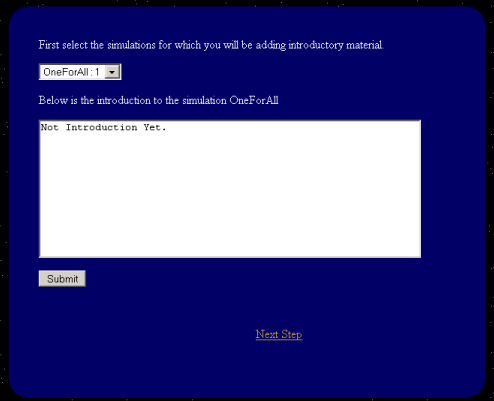 First select the simulations for which you will be adding introductory material.
OneForAll : 1
Below is the introduction to the simulation OneForAll
Not Introduction Yet.
Submit
Next Step